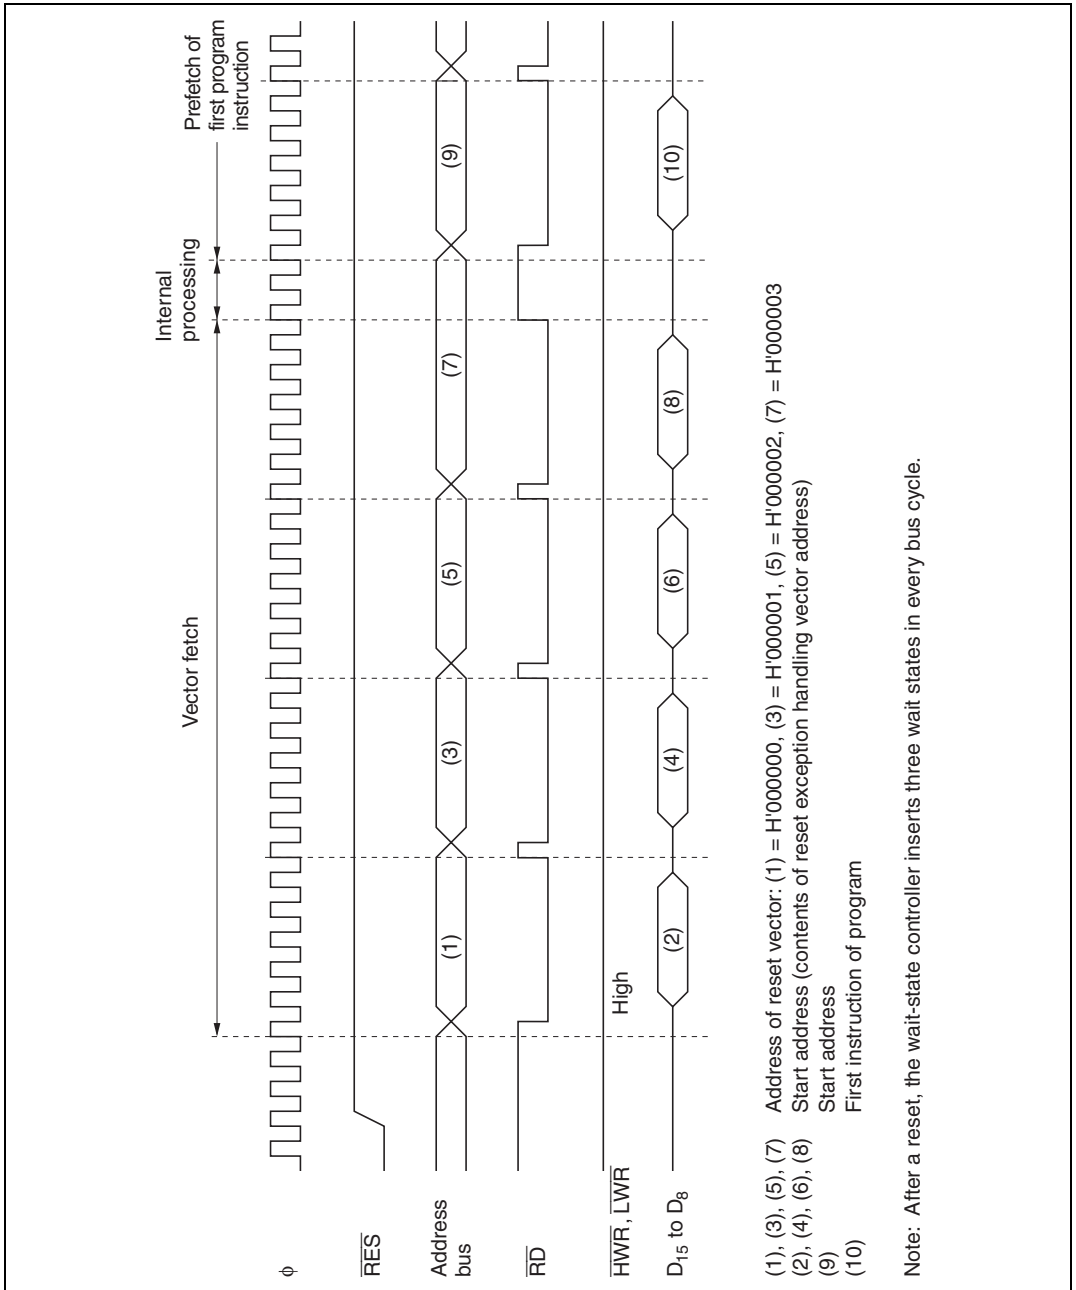 Vector fetch
Internal
processing
Prefetch of
first program
instruction
φ
RES
Address
bus
(1)
(3)
(5)
(7)
(9)
RD
HWR, LWR
High
D15 to D8
(2)
(4)
(6)
(8)
(10)
(1), (3), (5), (7) Address of reset vector: (1) = H'000000, (3) = H'000001, (5) = H'000002, (7) = H'000003
(2), (4), (6), (8) Start address (contents of reset exception handling vector address)
(9) Start address
(10) First instruction of program
Note: After a reset, the wait-state controller inserts three wait states in every bus cycle.